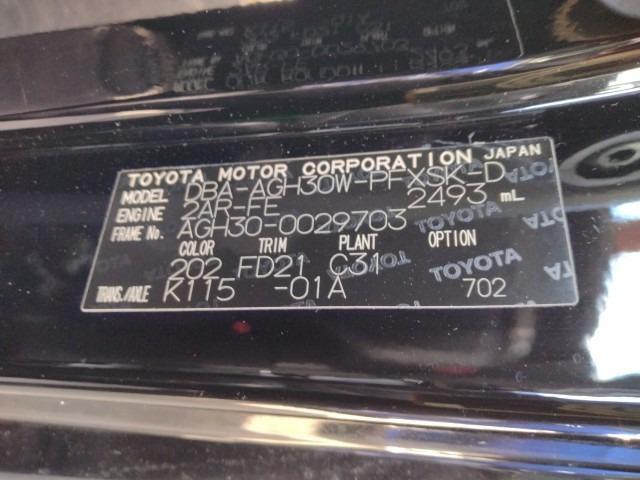 TOYOTA MOTOR CORPORATION JAPAN
MODEL DBA-AGH30W-PFXSK-D
ENGINE 2AR-FE 2493 mL
FRAME No. AGH30-0029703
COLOR TRIM PLANT OPTION
202 FD21 C31
TRANS./AXLE K115 -01A 702